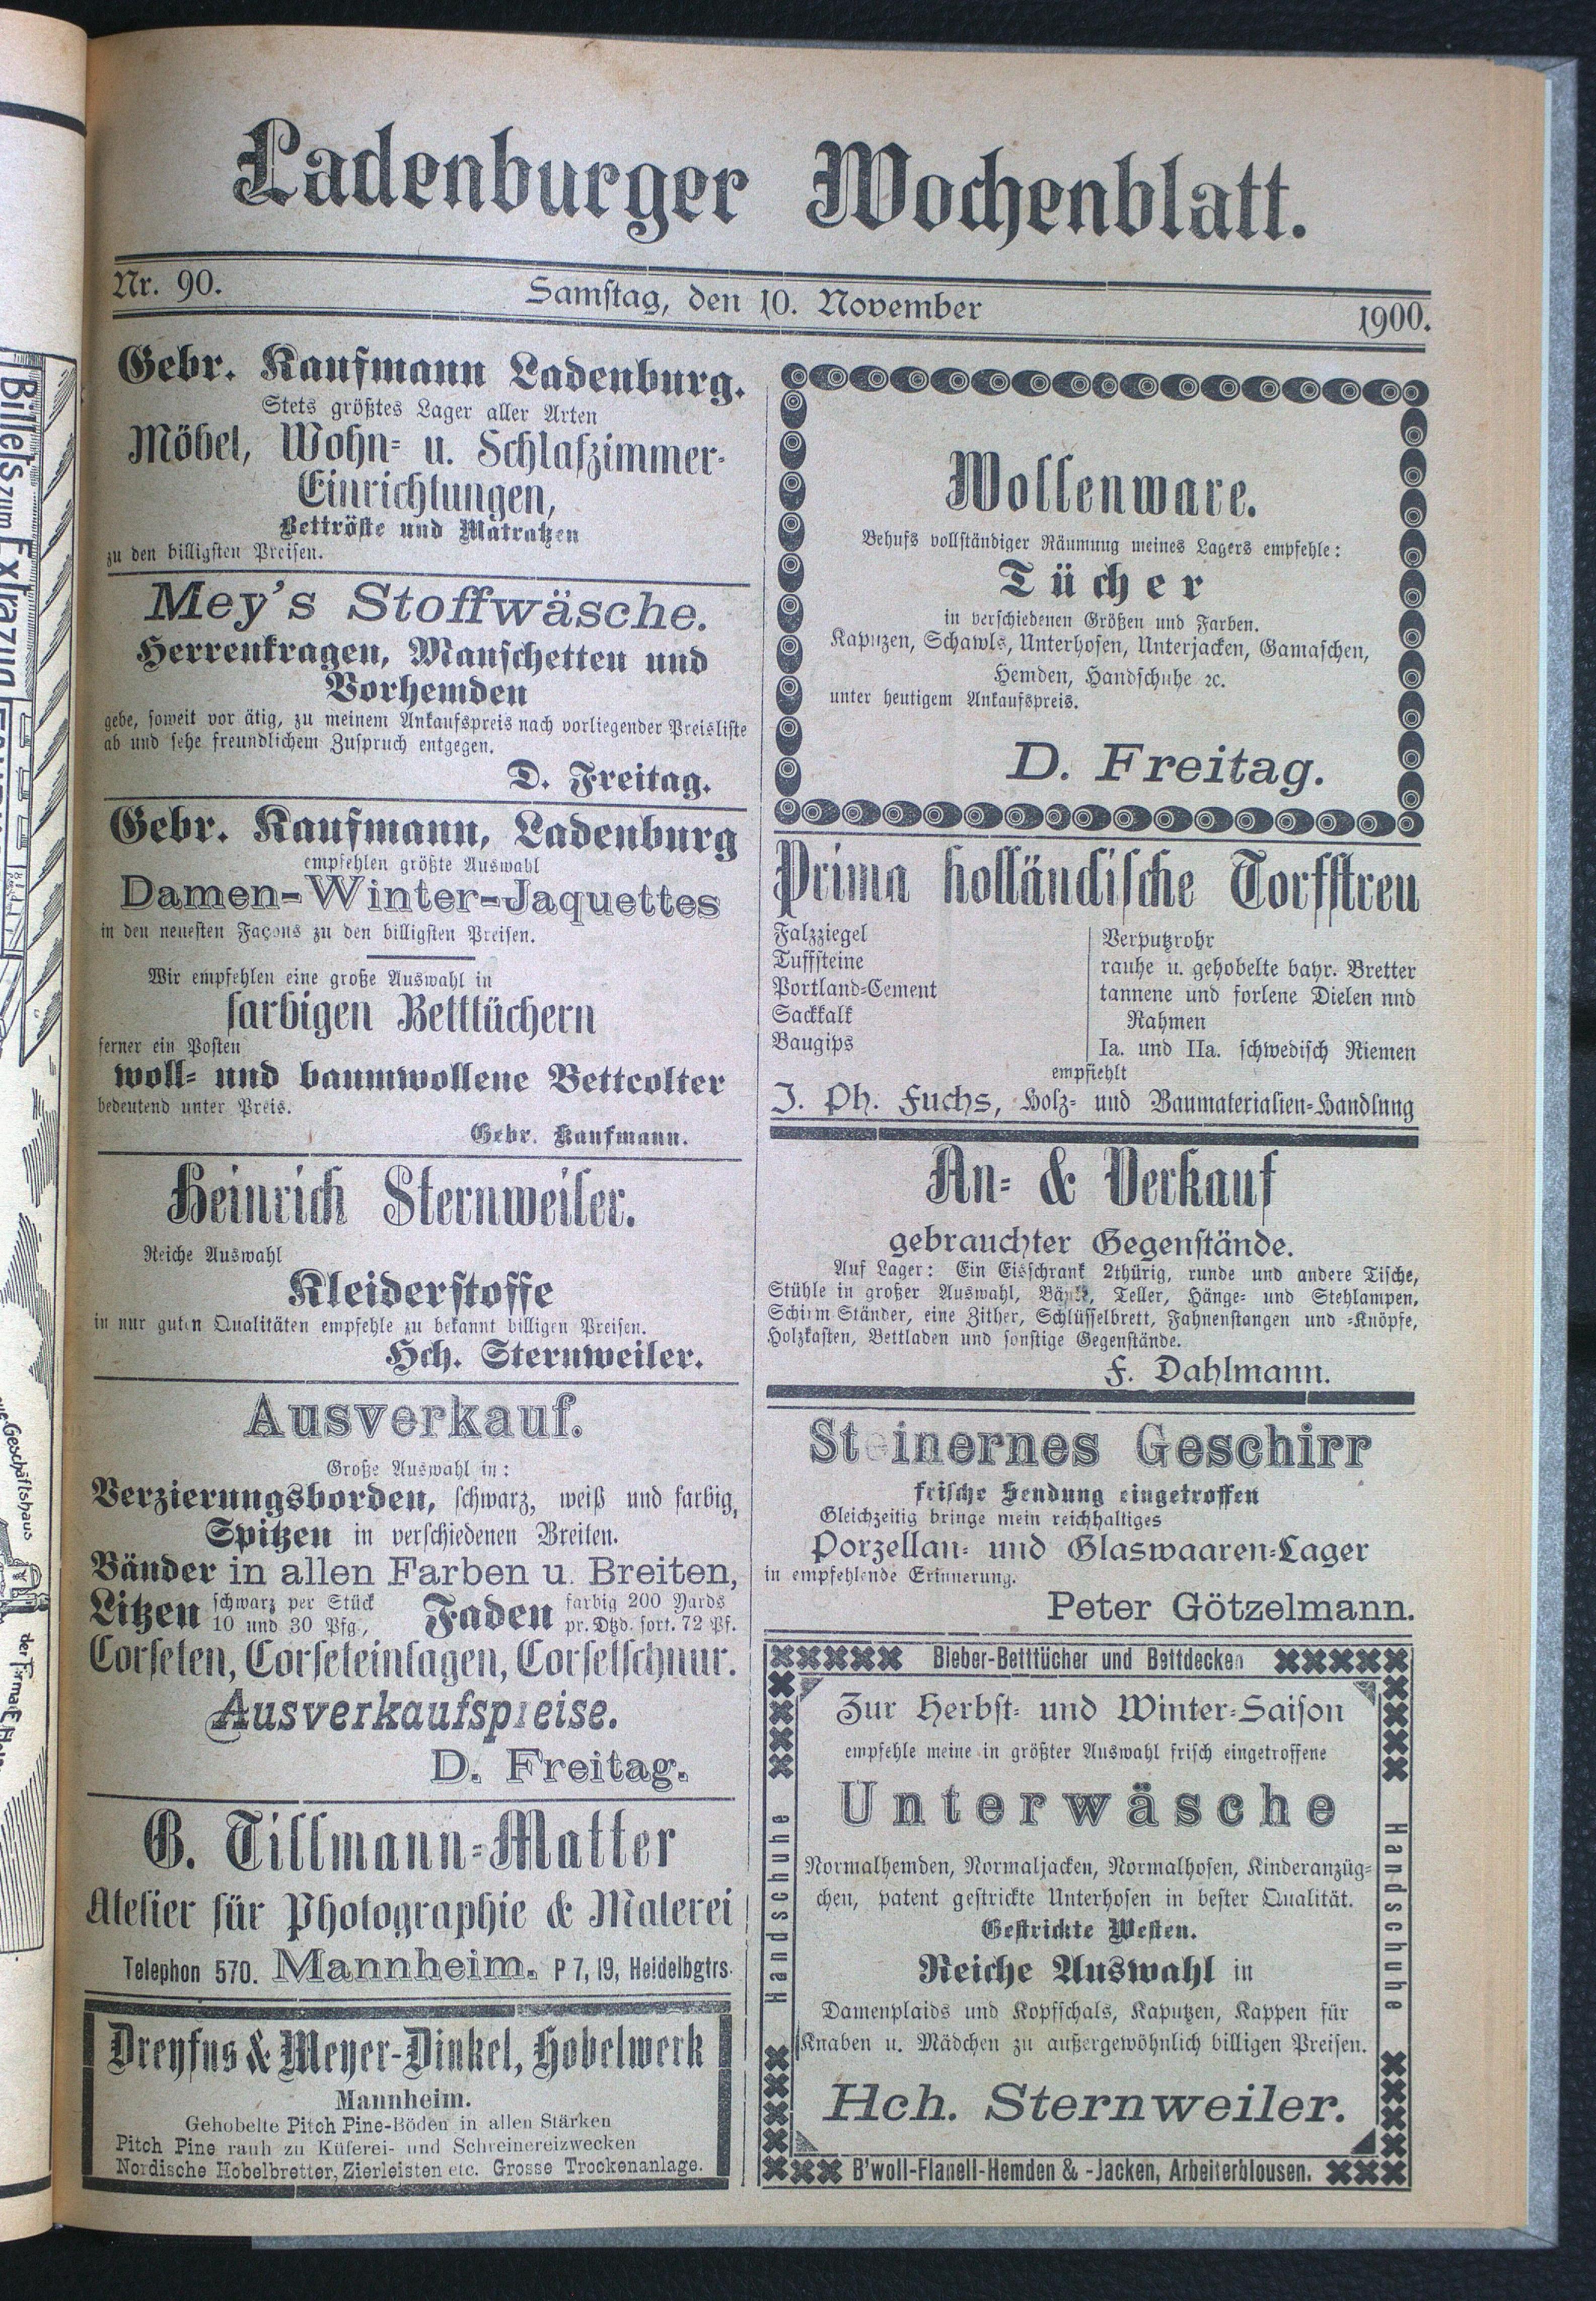 Ladenburger Wochenblatt.
Nr. 90.
Samstag, den 10. November
1900.
Gebr. Kaufmann Ladenburg.
Stets größtes Lager aller Arten
Möbel, Wohn- u. Schlafzimmer-
Einrichtungen,
Bettröste und Matratzen
zu den billigsten Preisen.
Mey's Stoffwäsche.
Herrenkragen, Manschetten und
Vorhemden
gebe, soweit vor ätig, zu meinem Ankaufspreis nach vorliegender Preisliste
ab und sehe freundlichem Zuspruch entgegen.
D. Freitag.
Gebr. Kaufmann, Ladenburg
empfehlen größte Auswahl
Damen-Winter-Jaquettes
in den neuesten Façons zu den billigsten Preisen.
Wir empfehlen eine große Auswahl in
farbigen Betttüchern
ferner ein Posten
woll- und baumwollene Bettcolter
bedeutend unter Preis.
Gebr. Kaufmann.
Heinrich Sternweiler.
Reiche Auswahl
Kleiderstoffe
in nur guten Qualitäten empfehle zu bekannt billigen Preisen.
Hch. Sternweiler.
Ausverkauf.
Große Auswahl in:
Verzierungsborden, schwarz, weiß und farbig,
Spitzen in verschiedenen Breiten.
Bänder in allen Farben u. Breiten,
Litzen schwarz per Stück 10 und 30 Pfg., Faden farbig 200 Yards pr. Dtzd. sort. 72 Pf.
Corseten, Corseteinlagen, Corsetschnur.
Ausverkaufspreise.
D. Freitag.
G. Tillmann-Matter
Atelier für Photographie & Malerei
Telephon 570. Mannheim. P 7, 19, Heidelbgtrs.
Dreyfus & Meyer-Dinkel, Hobelwerk
Mannheim.
Gehobelte Pitch Pine-Böden in allen Stärken
Pitch Pine rauh zu Küferei- und Schreinereizwecken
Nordische Hobelbretter, Zierleisten etc. Grosse Trockenanlage.
Wollenware.
Behufs vollständiger Räumung meines Lagers empfehle:
Tücher
in verschiedenen Größen und Farben.
Kapuzen, Schawls, Unterhosen, Unterjacken, Gamaschen,
Hemden, Handschuhe ꝛc.
unter heutigem Ankaufspreis.
D. Freitag.
Prima holländische Torfstreu
Falzziegel
Tuffsteine
Portland-Cement
Sackkalk
Baugips
Verputzrohr
rauhe u. gehobelte bayr. Bretter
tannene und forlene Dielen nnd
Rahmen
Ia. und IIa. schwedisch Riemen
empfiehlt
J. Ph. Fuchs, Holz- und Baumaterialien-Handlung
An- & Verkauf
gebrauchter Gegenstände.
Auf Lager: Ein Eisschrank 2thürig, runde und andere Tische,
Stühle in großer Auswahl, Bänke, Teller, Hänge- und Stehlampen,
Schirm Ständer, eine Zither, Schlüsselbrett, Fahnenstangen und -Knöpfe,
Holzkasten, Bettladen und sonstige Gegenstände.
F. Dahlmann.
Steinernes Geschirr
frische Sendung eingetroffen
Gleichzeitig bringe mein reichhaltiges
Porzellan- und Glaswaaren-Lager
in empfehlende Erinnerung.
Peter Götzelmann.
Bieber-Betttücher und Bettdecken
Handschuhe
Zur Herbst- und Winter-Saison
empfehle meine in größter Auswahl frisch eingetroffene
Unterwäsche
Normalhemden, Normaljacken, Normalhosen, Kinderanzüg-
chen, patent gestrickte Unterhosen in bester Qualität.
Gestrickte Westen.
Reiche Auswahl in
Damenplaids und Kopfschals, Kaputzen, Kappen für
Knaben u. Mädchen zu außergewöhnlich billigen Preisen.
Hch. Sternweiler.
Handschuhe
B'woll-Flanell-Hemden & -Jacken, Arbeiterblousen.
Billets zum Extrazug
Geschäftshaus
der Firma